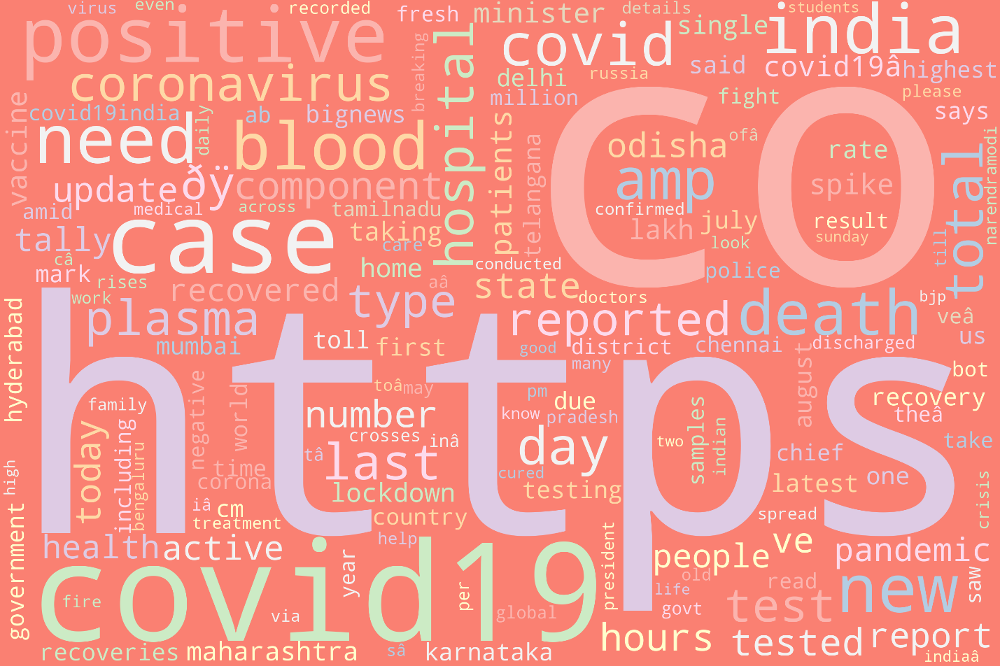 virus
even
recorded
fresh
minister
details
students
positive
covid
single
india
coronavirus
breaking
hospital
delhi
russia
said
covid19â
highest
million
fight
please
vaccine
covid19india
daily
ab
bignews
says
need
blood
patients
telangana
co
odisha
ofâ
rate
total
narendramodi
update
ðÿ
component
amp
spike
amid
medical
across
tamilnadu
confirmed
lakh
july
result
tally
case
taking
care
look
sunday
till
câ
mark
rises
home
conducted
police
recovered
aâ
state
doctors
bjp
work
plasma
type
reported
death
veâ
hyderabad
mumbai
toll
first
good
district
chennai
discharged
us
many
https
august
bot
negative
world
toâ
may
pm
due
recovery
family
number
know
pradesh
samples
indian
theâ
today
including
bengaluru
crosses
inâ
day
two
take
high
time
tâ
last
cured
chief
corona
lockdown
testing
latest
one
crisis
government
iâ
cm
treatment
country
spread
health
active
help
president
people
ve
pandemic
covid19
year
per
old
read
new
saw
fire
via
global
life
govt
test
hours
tested
report
recoveries
maharashtra
sâ
karnataka
indiaâ